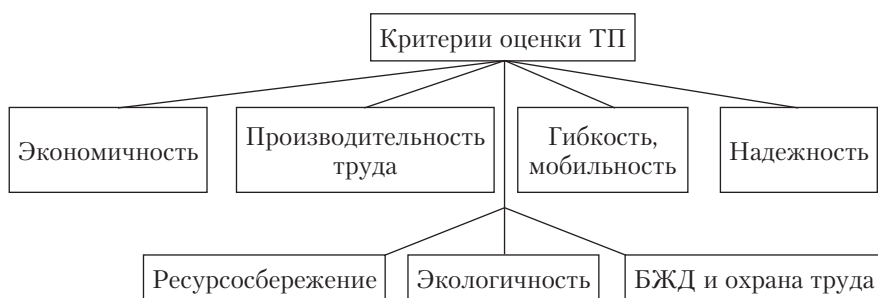 Критерии оценки ТП
Экономичность
Производительность
труда
Гибкость,
мобильность
Надежность
Ресурсосбережение
Экологичность
БЖД и охрана труда